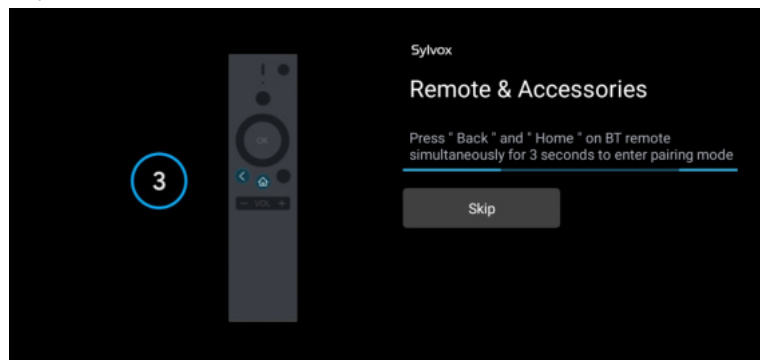 Sylvox
Remote & Accessories
Press " Back " and " Home " on BT remote
simultaneously for 3 seconds to enter pairing mode
3
OK
− VOL +
Skip